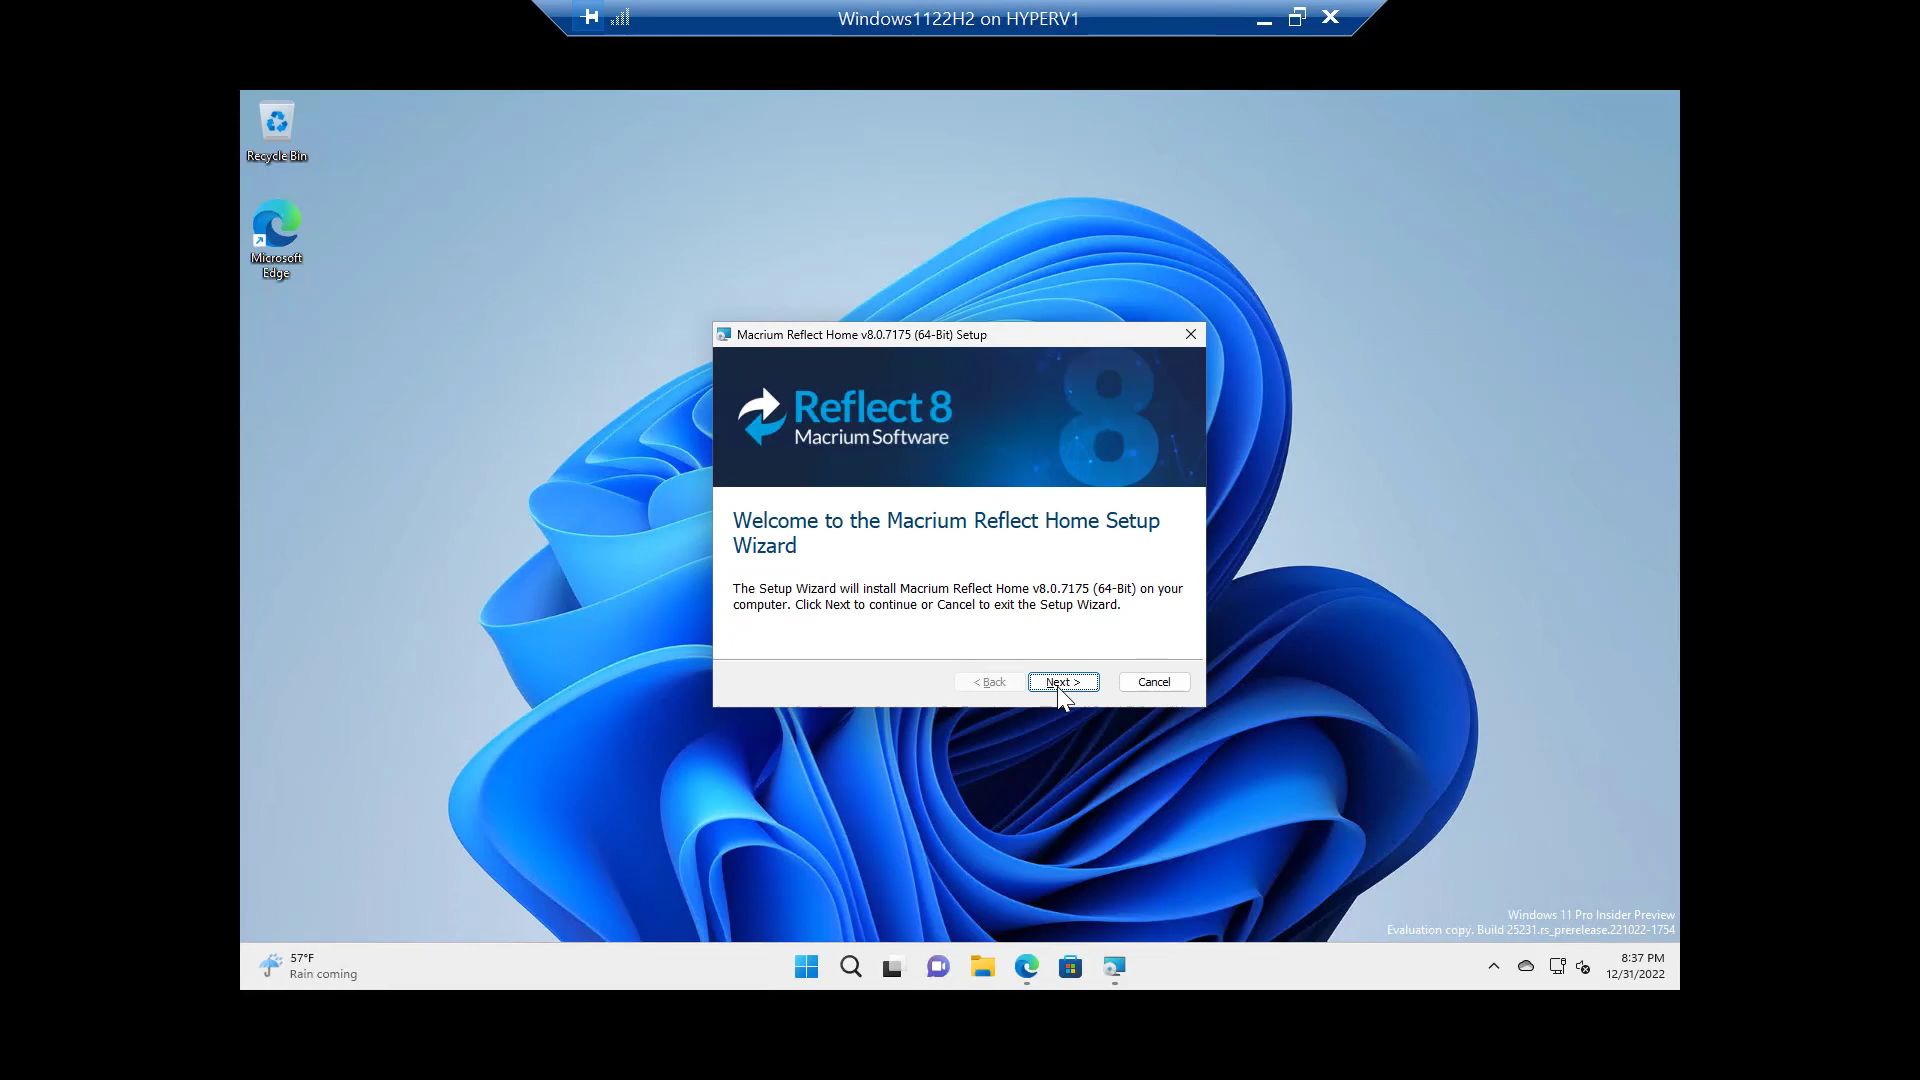 Windows1122H2 on HYPERV1
Recycle Bin
Microsoft
Edge
Macrium Reflect Home v8.0.7175 (64-Bit) Setup
8
Reflect 8
Macrium Software
Welcome to the Macrium Reflect Home Setup
Wizard
The Setup Wizard will install Macrium Reflect Home v8.0.7175 (64-Bit) on your
computer. Click Next to continue or Cancel to exit the Setup Wizard.
< Back
Next >
Cancel
Windows 11 Pro Insider Preview
Evaluation copy. Build 25231.rs_prerelease.221022-1754
57°F
Rain coming
8:37 PM
12/31/2022